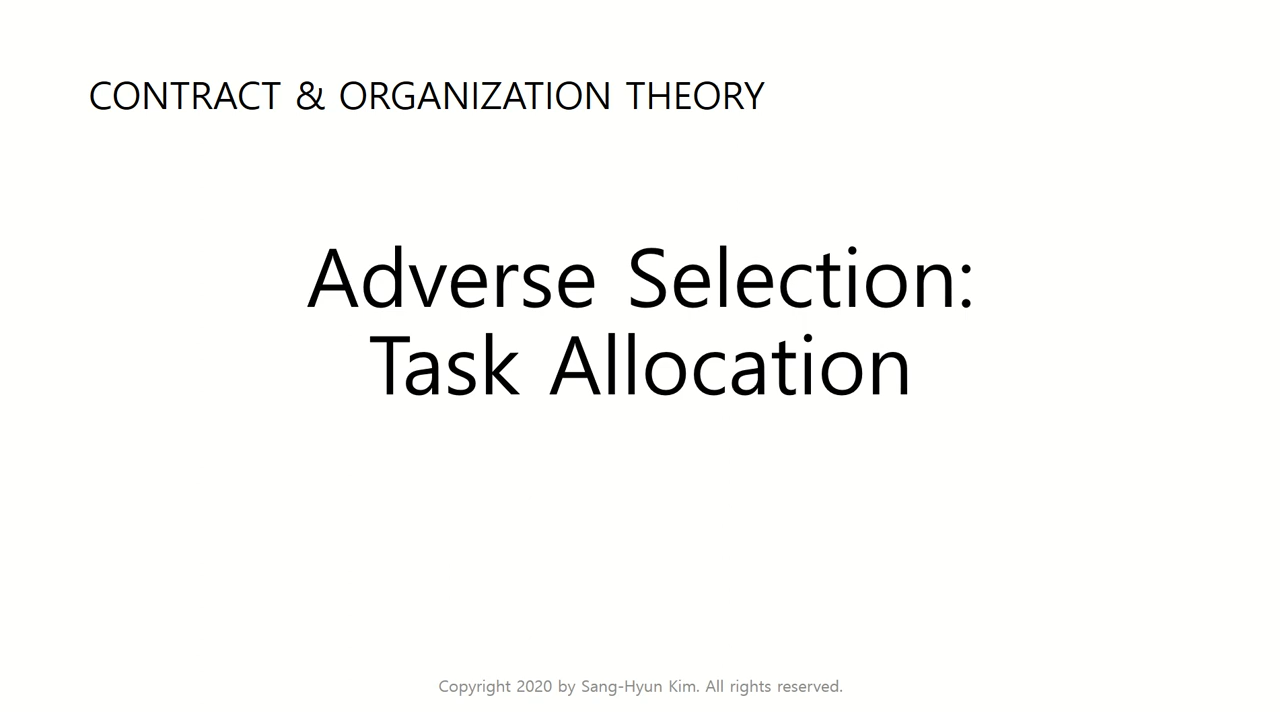 CONTRACT & ORGANIZATION THEORY
Adverse Selection:
Task Allocation
Copyright 2020 by Sang-Hyun Kim. All rights reserved.